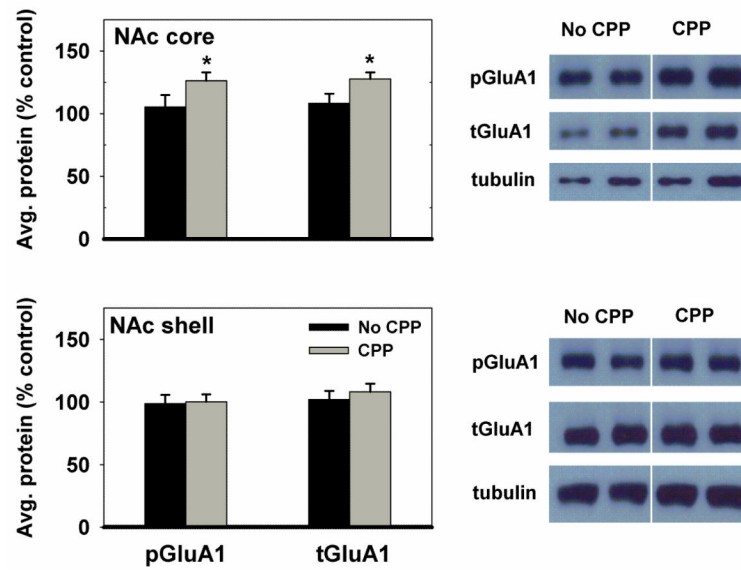 Avg. protein (% control)
150
100
50
0
NAc core
*
*
No CPP CPP
pGluA1
tGluA1
tubulin
Avg. protein (% control)
150
100
50
0
NAc shell
No CPP
CPP
pGluA1 tGluA1
No CPP CPP
pGluA1
tGluA1
tubulin